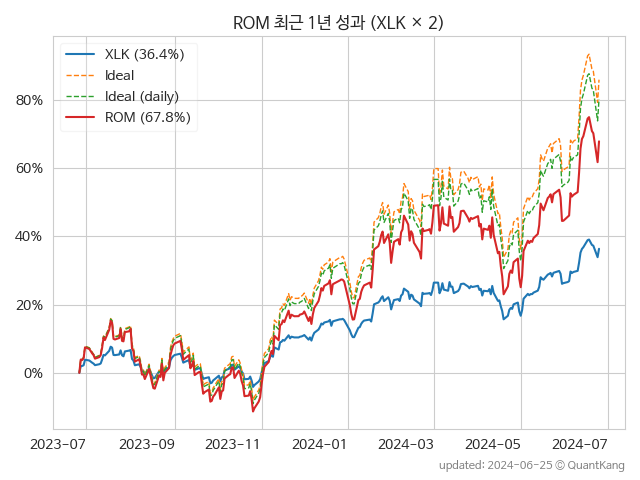 ROM 최근 1년 성과 (XLK × 2)
XLK (36.4%)
Ideal
Ideal (daily)
ROM (67.8%)
80%
60%
40%
20%
0%
2023-07 2023-09 2023-11 2024-01 2024-03 2024-05 2024-07
updated: 2024-06-25 © QuantKang